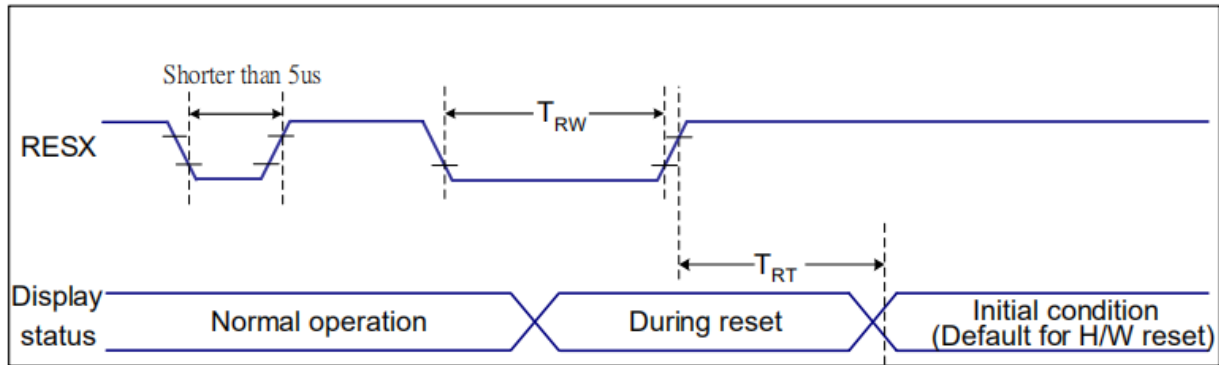 Shorter than 5us
RESX
TRW
TRT
Display
status
Normal operation
During reset
Initial condition
(Default for H/W reset)